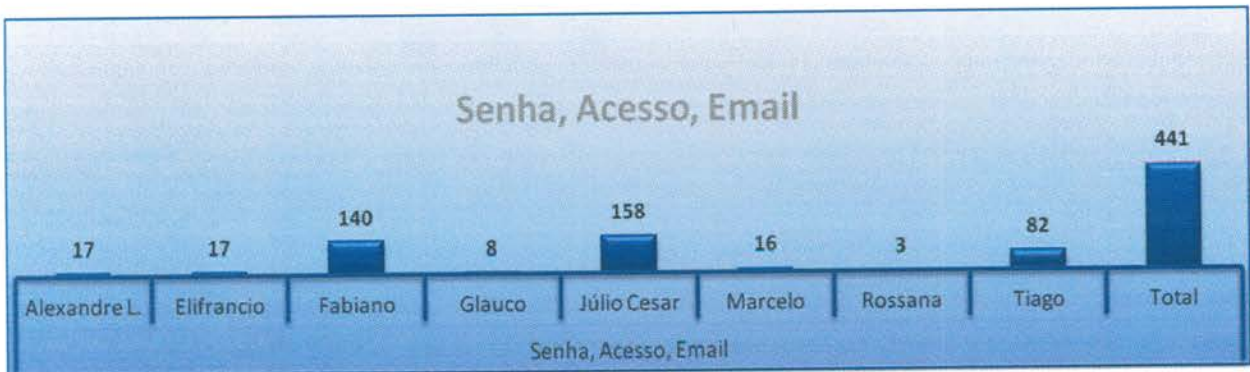 Senha, Acesso, Email
441
140
158
82
17
17
8
16
3
Alexandre L.
Elifrancio
Fabiano
Glauco
Júlio Cesar
Marcelo
Rossana
Tiago
Total
Senha, Acesso, Email